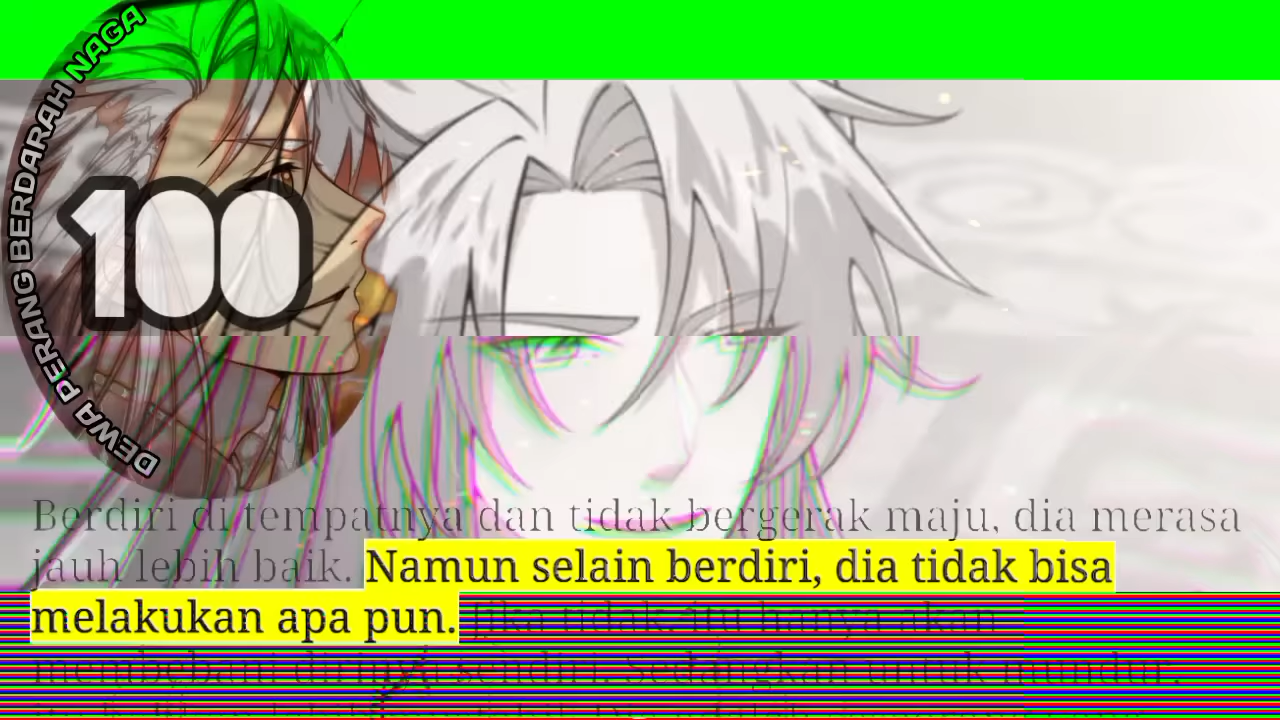 DEWA PERANG BERDARAH NAGA
100
Berdiri di tempatnya dan tidak bergerak maju, dia merasa
jauh lebih baik. Namun selain berdiri, dia tidak bisa
melakukan apa pun. Jika tidak, itu hanya akan
membebani dirinya sendiri. Sedangkan untuk mundur,